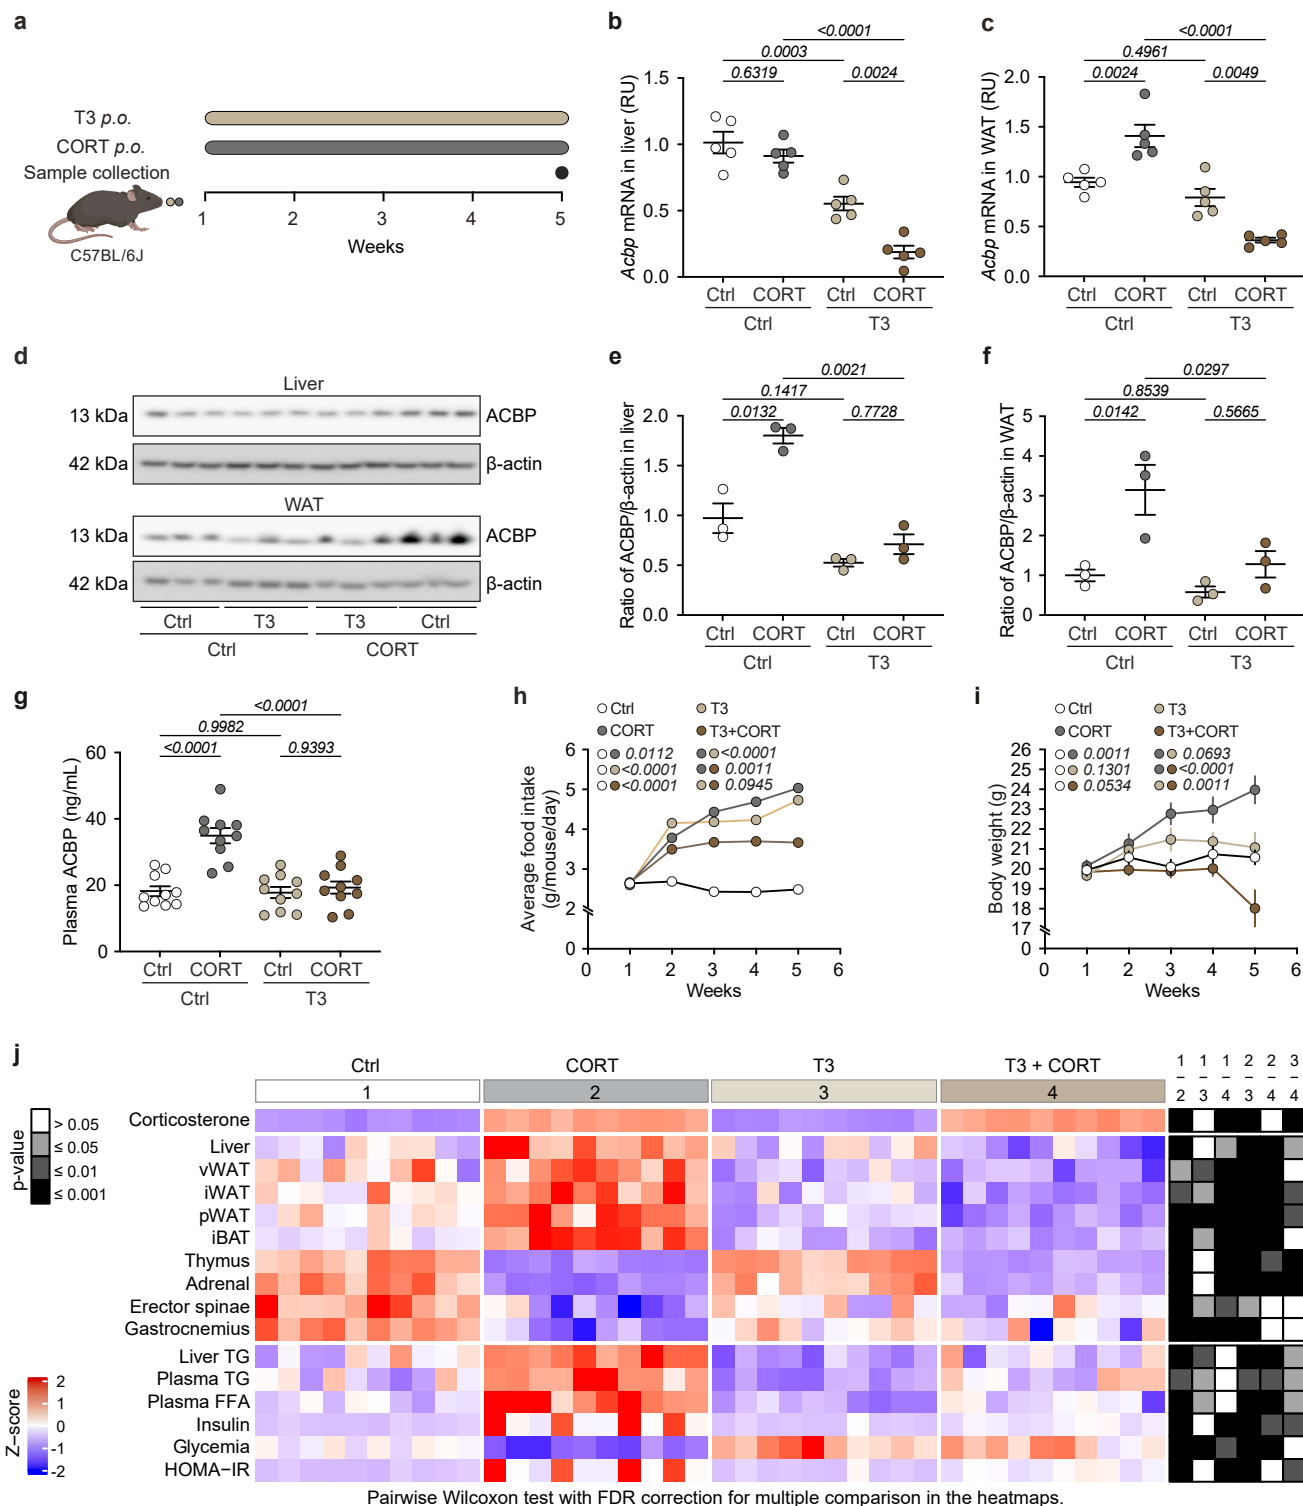 a
T3 p.o.
CORT p.o.
Sample collection
C57BL/6J
1 2 3 4 5
Weeks
b
<0.0001
0.0003
0.6319 0.0024
Acbp mRNA in liver (RU)
1.5
1.0
0.5
0.0
Ctrl CORT Ctrl CORT
Ctrl T3
c
<0.0001
0.4961
0.0024 0.0049
Acbp mRNA in WAT (RU)
2.0
1.5
1.0
0.5
0.0
Ctrl CORT Ctrl CORT
Ctrl T3
d
Liver
13 kDa ACBP
42 kDa β-actin
WAT
13 kDa ACBP
42 kDa β-actin
Ctrl T3 T3 Ctrl
Ctrl CORT
e
0.0021
0.1417
0.0132 0.7728
Ratio of ACBP/β-actin in liver
2.0
1.5
1.0
0.5
0.0
Ctrl CORT Ctrl CORT
Ctrl T3
f
0.0297
0.8539
0.0142 0.5665
Ratio of ACBP/β-actin in WAT
5
4
3
2
1
0
Ctrl CORT Ctrl CORT
Ctrl T3
g
<0.0001
0.9982
<0.0001 0.9393
Plasma ACBP (ng/mL)
60
40
20
0
Ctrl CORT Ctrl CORT
Ctrl T3
h
Ctrl T3
CORT T3+CORT
0.0112 <0.0001
<0.0001 0.0011
<0.0001 0.0945
Average food intake
(g/mouse/day)
6
5
4
3
2
0
0 1 2 3 4 5 6
Weeks
i
Ctrl T3
CORT T3+CORT
0.0011 0.0693
0.1301 <0.0001
0.0534 0.0011
Body weight (g)
26
25
24
23
22
21
20
19
18
17
0
0 1 2 3 4 5 6
Weeks
j
Ctrl CORT T3 T3 + CORT
1 2 3 4
1 1 1 2 2 3
– – – – – –
2 3 4 3 4 4
p-value
> 0.05
≤ 0.05
≤ 0.01
≤ 0.001
Corticosterone
Liver
vWAT
iWAT
pWAT
iBAT
Thymus
Adrenal
Erector spinae
Gastrocnemius
Liver TG
Plasma TG
Plasma FFA
Insulin
Glycemia
HOMA−IR
Z−score
2
1
0
-1
-2
Pairwise Wilcoxon test with FDR correction for multiple comparison in the heatmaps.